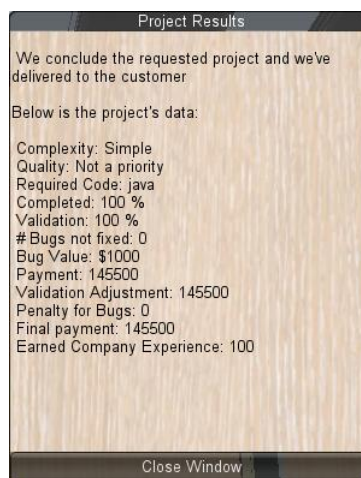 Project Results
We conclude the requested project and we've
delivered to the customer
Below is the project's data:
Complexity: Simple
Quality: Not a priority
Required Code: java
Completed: 100 %
Validation: 100 %
# Bugs not fixed: 0
Bug Value: $1000
Payment: 145500
Validation Adjustment: 145500
Penalty for Bugs: 0
Final payment: 145500
Earned Company Experience: 100
Close Window